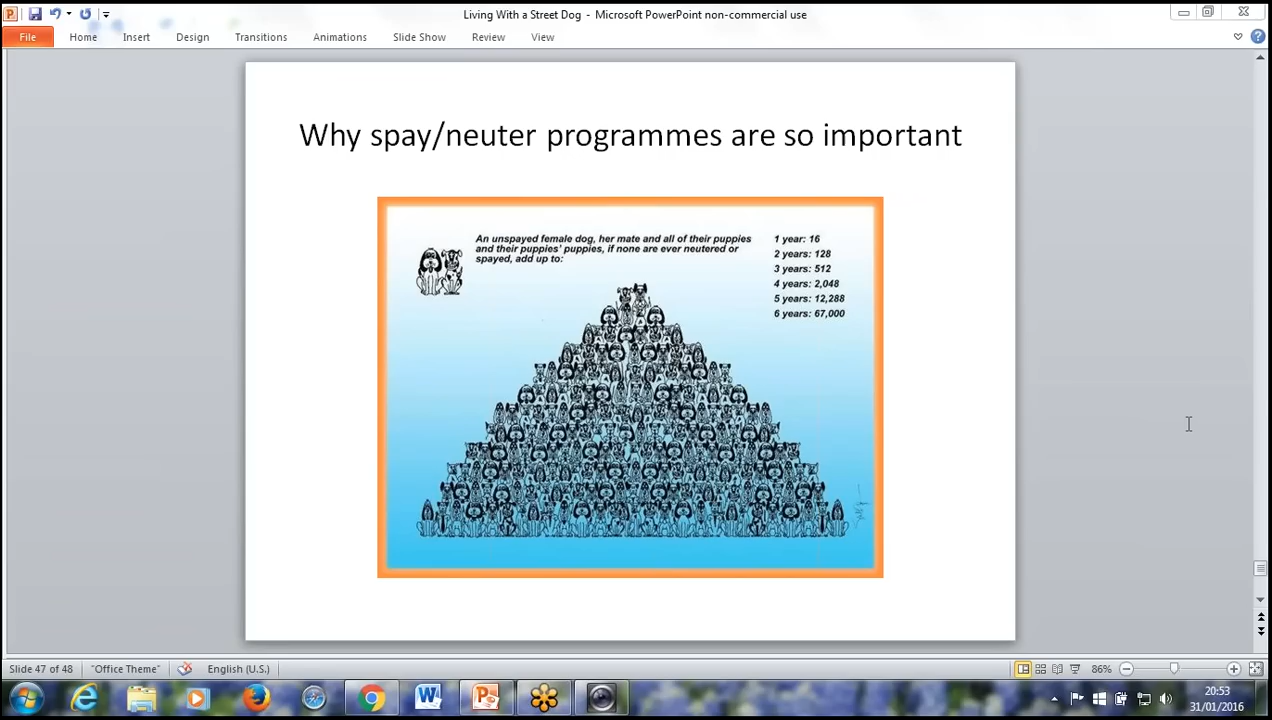 Living With a Street Dog - Microsoft PowerPoint non-commercial use
File Home Insert Design Transitions Animations Slide Show Review View
Why spay/neuter programmes are so important
An unspayed female dog, her mate and all of their puppies
and their puppies' puppies, if none are ever neutered or
spayed, add up to:
1 year: 16
2 years: 128
3 years: 512
4 years: 2,048
5 years: 12,288
6 years: 67,000
Slide 47 of 48 "Office Theme" English (U.S.) 86%
20:53
31/01/2016